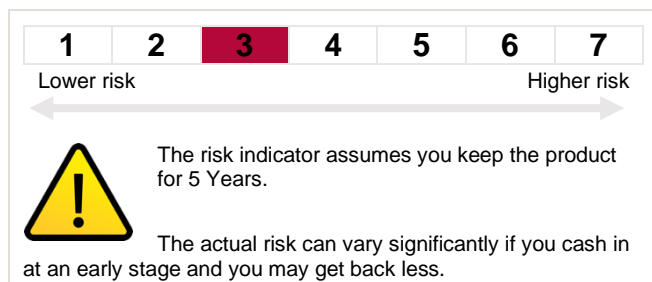 1 2 3 4 5 6 7
Lower risk Higher risk
The risk indicator assumes you keep the product
for 5 Years.
The actual risk can vary significantly if you cash in
at an early stage and you may get back less.